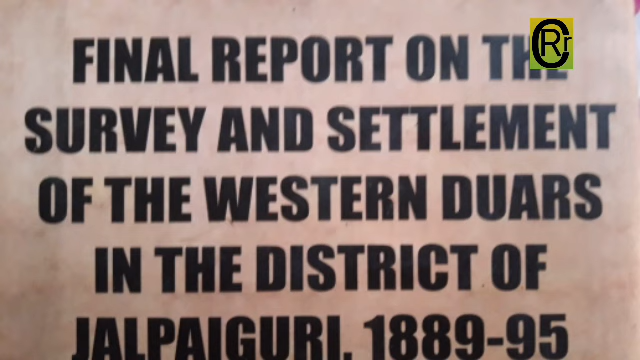 FINAL REPORT ON THE
SURVEY AND SETTLEMENT
OF THE WESTERN DUARS
IN THE DISTRICT OF
JALPAIGURI, 1889-95